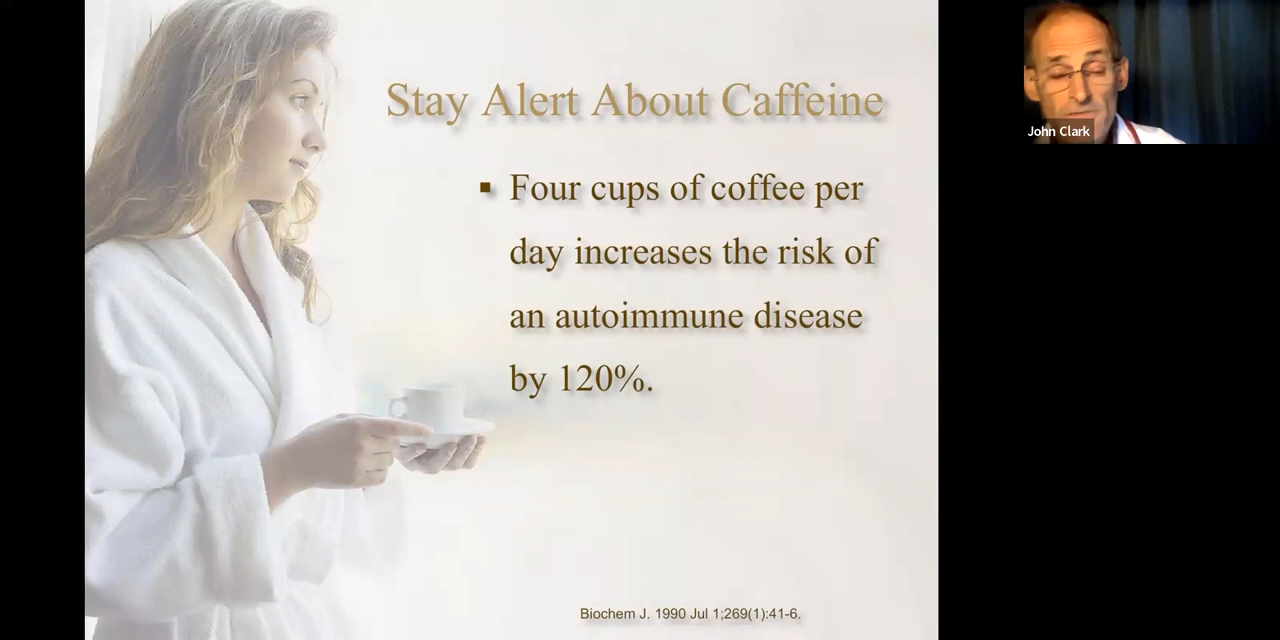 Stay Alert About Caffeine
▪ Four cups of coffee per
day increases the risk of
an autoimmune disease
by 120%.
Biochem J. 1990 Jul 1;269(1):41-6.
John Clark